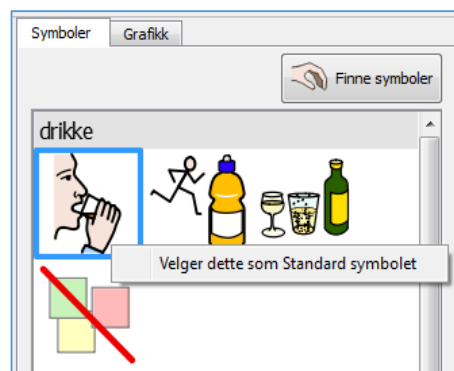 Symboler Grafikk
Finne symboler
drikke
Velger dette som Standard symbolet